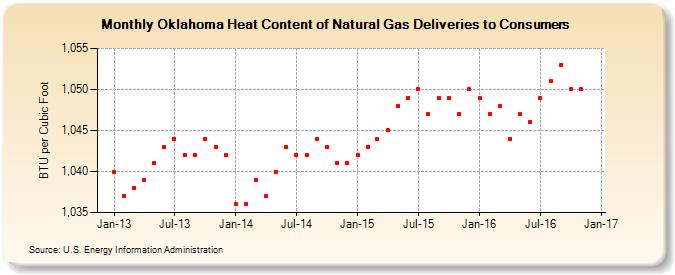 Monthly Oklahoma Heat Content of Natural Gas Deliveries to Consumers
BTU per Cubic Foot
1,055
1,050
1,045
1,040
1,035
Jan-13 Jul-13 Jan-14 Jul-14 Jan-15 Jul-15 Jan-16 Jul-16 Jan-17
Source: U.S. Energy Information Administration